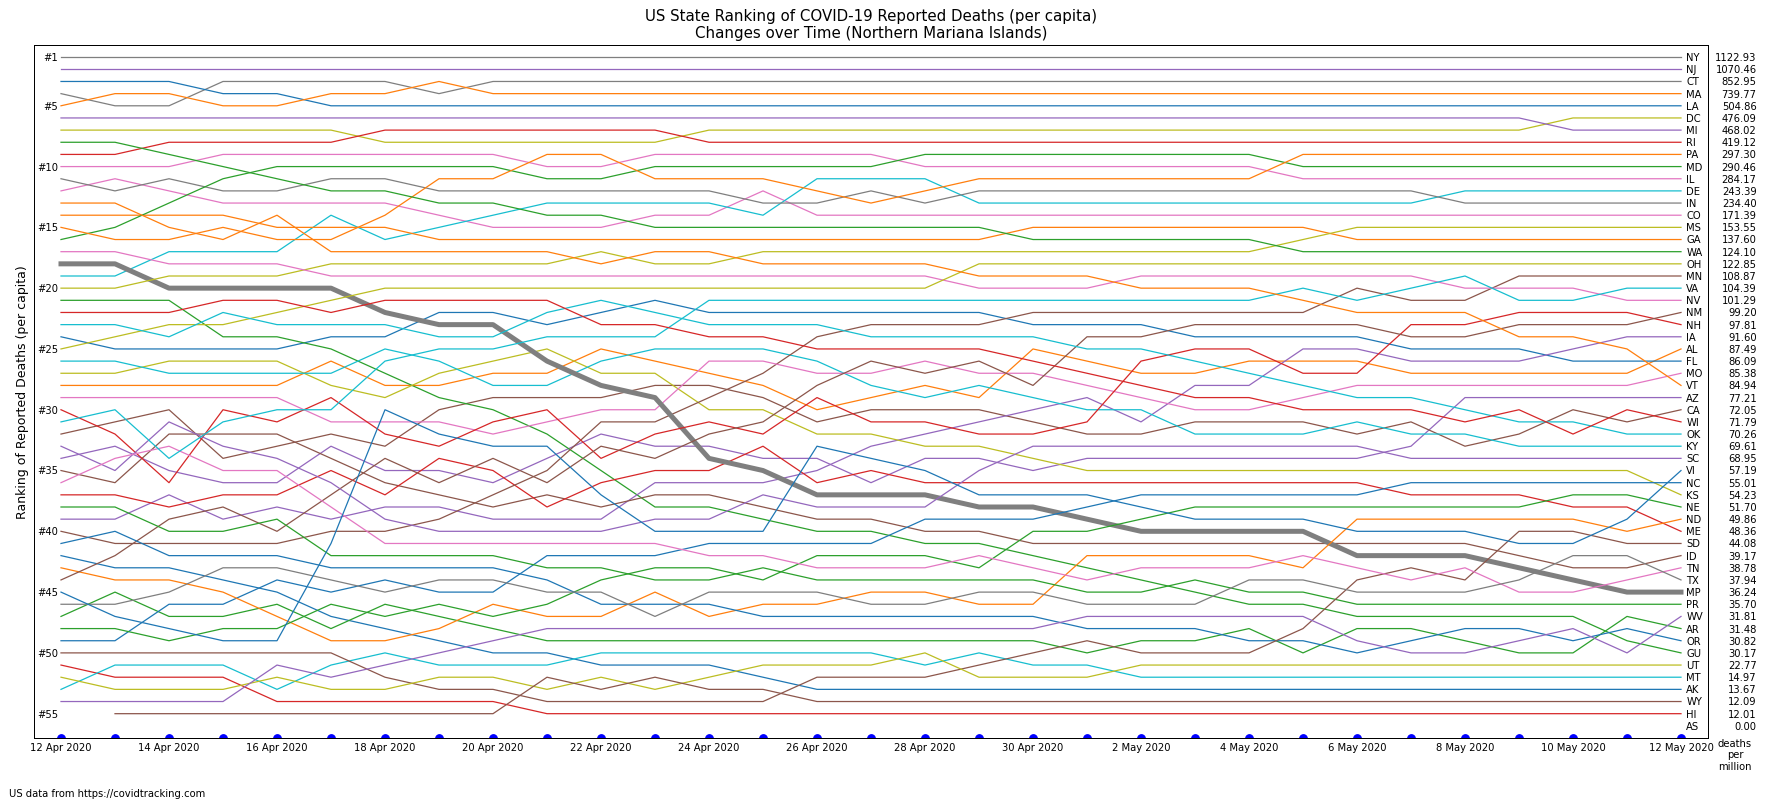 US State Ranking of COVID-19 Reported Deaths (per capita)
Changes over Time (Northern Mariana Islands)
Ranking of Reported Deaths (per capita)
#1
#5
#10
#15
#20
#25
#30
#35
#40
#45
#50
#55
NY 1122.93
NJ 1070.46
CT 852.95
MA 739.77
LA 504.86
DC 476.09
MI 468.02
RI 419.12
PA 297.30
MD 290.46
IL 284.17
DE 243.39
IN 234.40
CO 171.39
MS 153.55
GA 137.60
WA 124.10
OH 122.85
MN 108.87
VA 104.39
NV 101.29
NM 99.20
NH 97.81
IA 91.60
AL 87.49
FL 86.09
MO 85.38
VT 84.94
AZ 77.21
CA 72.05
WI 71.79
OK 70.26
KY 69.61
SC 68.95
VI 57.19
NC 55.01
KS 54.23
NE 51.70
ND 49.86
ME 48.36
SD 44.08
ID 39.17
TN 38.78
TX 37.94
MP 36.24
PR 35.70
WV 31.81
AR 31.48
OR 30.82
GU 30.17
UT 22.77
MT 14.97
AK 13.67
WY 12.09
HI 12.01
AS 0.00
12 Apr 2020 14 Apr 2020 16 Apr 2020 18 Apr 2020 20 Apr 2020 22 Apr 2020 24 Apr 2020 26 Apr 2020 28 Apr 2020 30 Apr 2020 2 May 2020 4 May 2020 6 May 2020 8 May 2020 10 May 2020 12 May 2020
deaths
per
million
US data from https://covidtracking.com